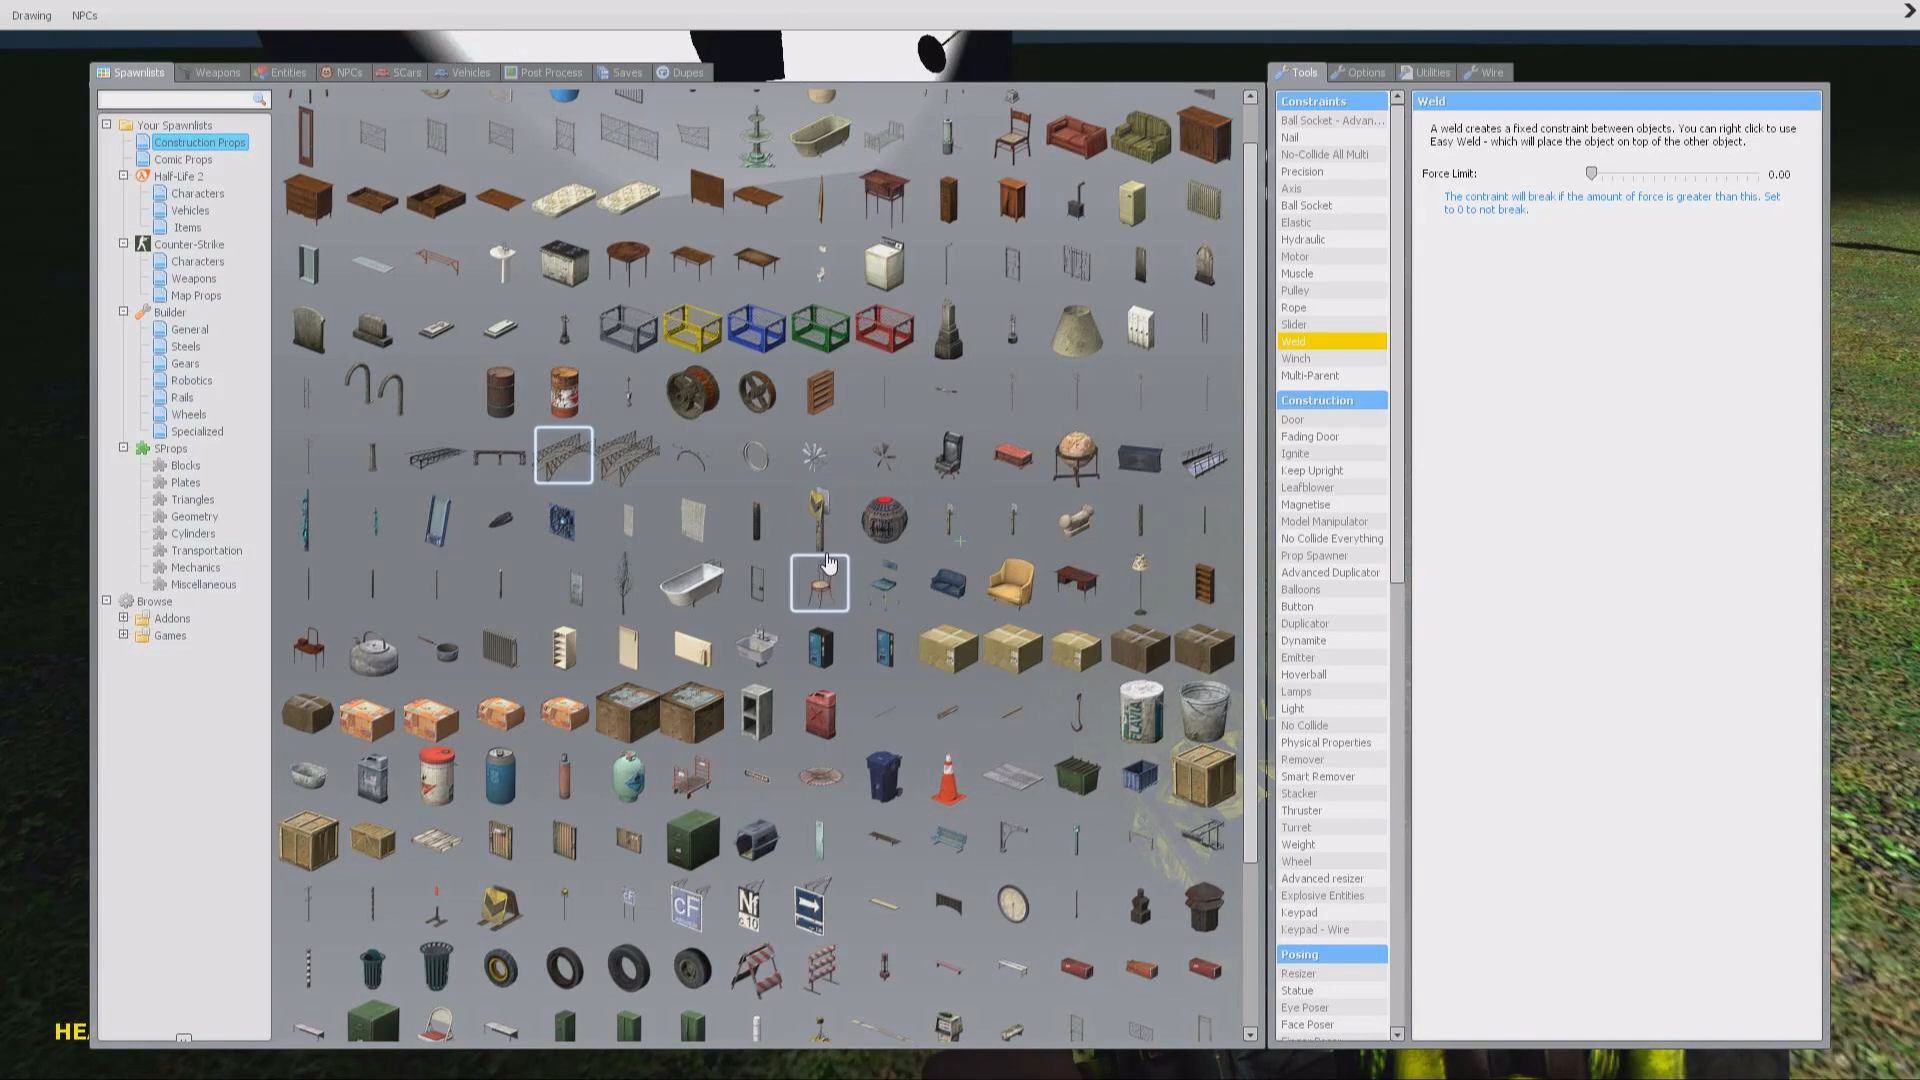 Drawing NPCs
Spawnlists Weapons Entities NPCs SCars Vehicles Post Process Saves Dupes
Your Spawnlists
Construction Props
Comic Props
Half-Life 2
Characters
Vehicles
Items
Counter-Strike
Characters
Weapons
Map Props
Builder
General
Steels
Gears
Robotics
Rails
Wheels
Specialized
SProps
Blocks
Plates
Triangles
Geometry
Cylinders
Transportation
Mechanics
Miscellaneous
Browse
Addons
Games
FLAVIA
cF
cF
Nf
c 10
HEA
Tools Options Utilities Wire
Constraints
Ball Socket - Advan...
Nail
No-Collide All Multi
Precision
Axis
Ball Socket
Elastic
Hydraulic
Motor
Muscle
Pulley
Rope
Slider
Weld
Winch
Multi-Parent
Construction
Door
Fading Door
Ignite
Keep Upright
Leafblower
Magnetise
Model Manipulator
No Collide Everything
Prop Spawner
Advanced Duplicator
Balloons
Button
Duplicator
Dynamite
Emitter
Hoverball
Lamps
Light
No Collide
Physical Properties
Remover
Smart Remover
Stacker
Thruster
Turret
Weight
Wheel
Advanced resizer
Explosive Entities
Keypad
Keypad - Wire
Posing
Resizer
Statue
Eye Poser
Face Poser
Weld
A weld creates a fixed constraint between objects. You can right click to use
Easy Weld - which will place the object on top of the other object.
Force Limit: 0.00
The contraint will break if the amount of force is greater than this. Set
to 0 to not break.